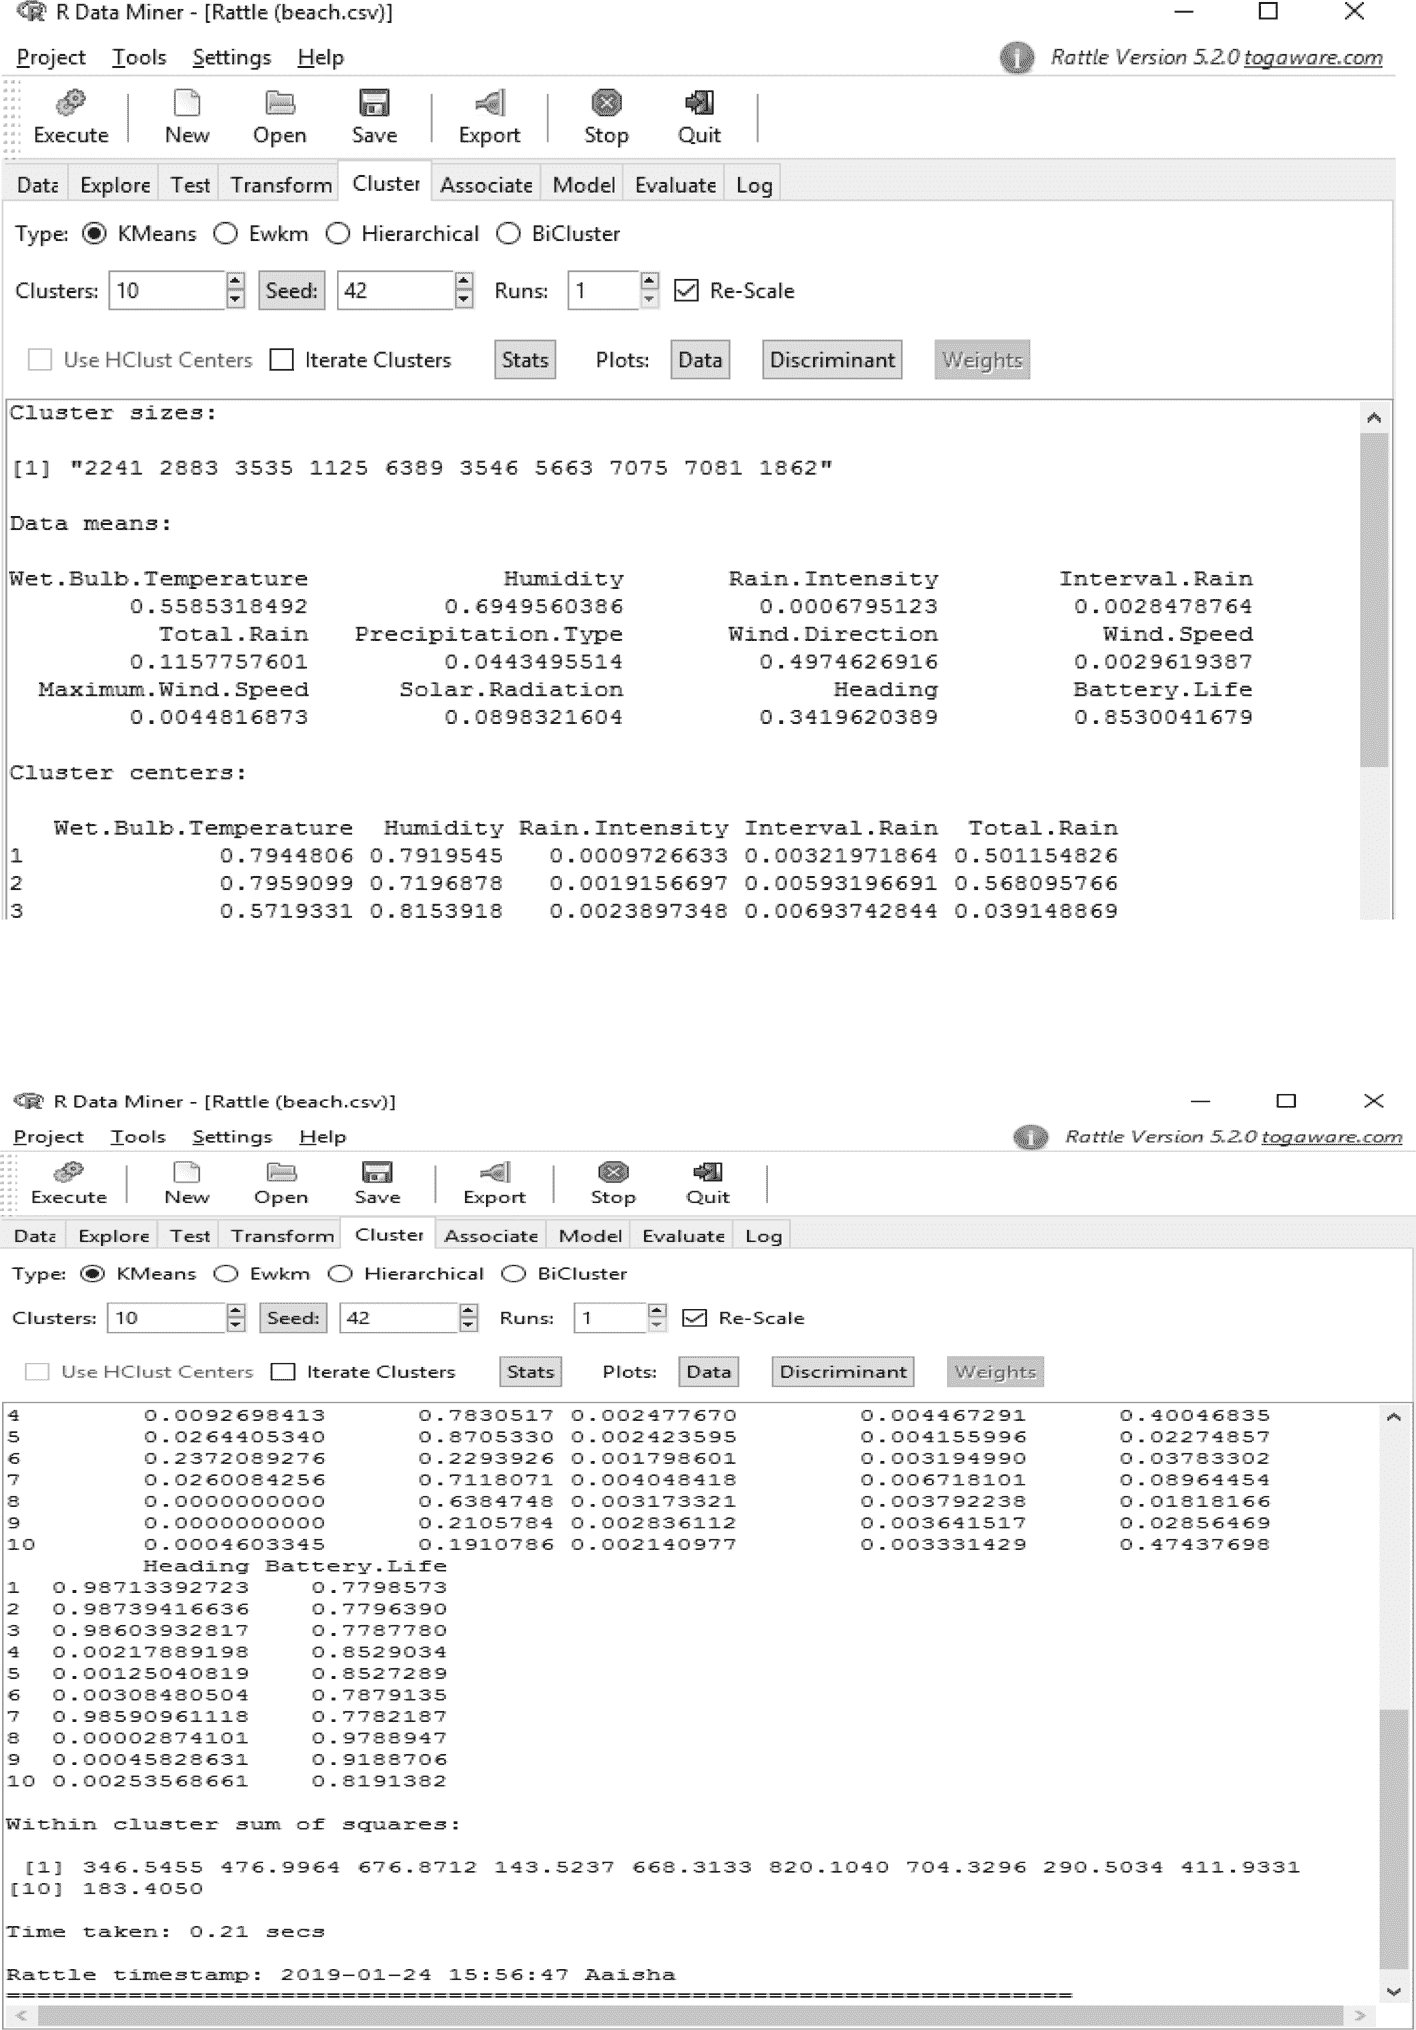 R Data Miner - [Rattle (beach.csv)]
Project Tools Settings Help Rattle Version 5.2.0 togaware.com
Execute New Open Save Export Stop Quit
Data Explore Test Transform Cluster Associate Model Evaluate Log
Type: KMeans Ewkm Hierarchical BiCluster
Clusters: 10 Seed: 42 Runs: 1 Re-Scale
Use HClust Centers Iterate Clusters Stats Plots: Data Discriminant Weights
Cluster sizes:
[1] "2241 2883 3535 1125 6389 3546 5663 7075 7081 1862"
Data means:
Wet.Bulb.Temperature Humidity Rain.Intensity Interval.Rain
0.5585318492 0.6949560386 0.0006795123 0.0028478764
Total.Rain Precipitation.Type Wind.Direction Wind.Speed
0.1157757601 0.0443495514 0.4974626916 0.0029619387
Maximum.Wind.Speed Solar.Radiation Heading Battery.Life
0.0044816873 0.0898321604 0.3419620389 0.8530041679
Cluster centers:
Wet.Bulb.Temperature Humidity Rain.Intensity Interval.Rain Total.Rain
1 0.7944806 0.7919545 0.0009726633 0.00321971864 0.501154826
2 0.7959099 0.7196878 0.0019156697 0.00593196691 0.568095766
3 0.5719331 0.8153918 0.0023897348 0.00693742844 0.039148869
R Data Miner - [Rattle (beach.csv)]
Project Tools Settings Help Rattle Version 5.2.0 togaware.com
Execute New Open Save Export Stop Quit
Data Explore Test Transform Cluster Associate Model Evaluate Log
Type: KMeans Ewkm Hierarchical BiCluster
Clusters: 10 Seed: 42 Runs: 1 Re-Scale
Use HClust Centers Iterate Clusters Stats Plots: Data Discriminant Weights
4 0.0092698413 0.7830517 0.002477670 0.004467291 0.40046835
5 0.0264405340 0.8705330 0.002423595 0.004155996 0.02274857
6 0.2372089276 0.2293926 0.001798601 0.003194990 0.03783302
7 0.0260084256 0.7118071 0.004048418 0.006718101 0.08964454
8 0.0000000000 0.6384748 0.003173321 0.003792238 0.01818166
9 0.0000000000 0.2105784 0.002836112 0.003641517 0.02856469
10 0.0004603345 0.1910786 0.002140977 0.003331429 0.47437698
Heading Battery.Life
1 0.98713392723 0.7798573
2 0.98739416636 0.7796390
3 0.98603932817 0.7787780
4 0.00217889198 0.8529034
5 0.00125040819 0.8527289
6 0.00308480504 0.7879135
7 0.98590961118 0.7782187
8 0.00002874101 0.9788947
9 0.00045828631 0.9188706
10 0.00253568661 0.8191382
Within cluster sum of squares:
[1] 346.5455 476.9964 676.8712 143.5237 668.3133 820.1040 704.3296 290.5034 411.9331
[10] 183.4050
Time taken: 0.21 secs
Rattle timestamp: 2019-01-24 15:56:47 Aaisha
======================================================================